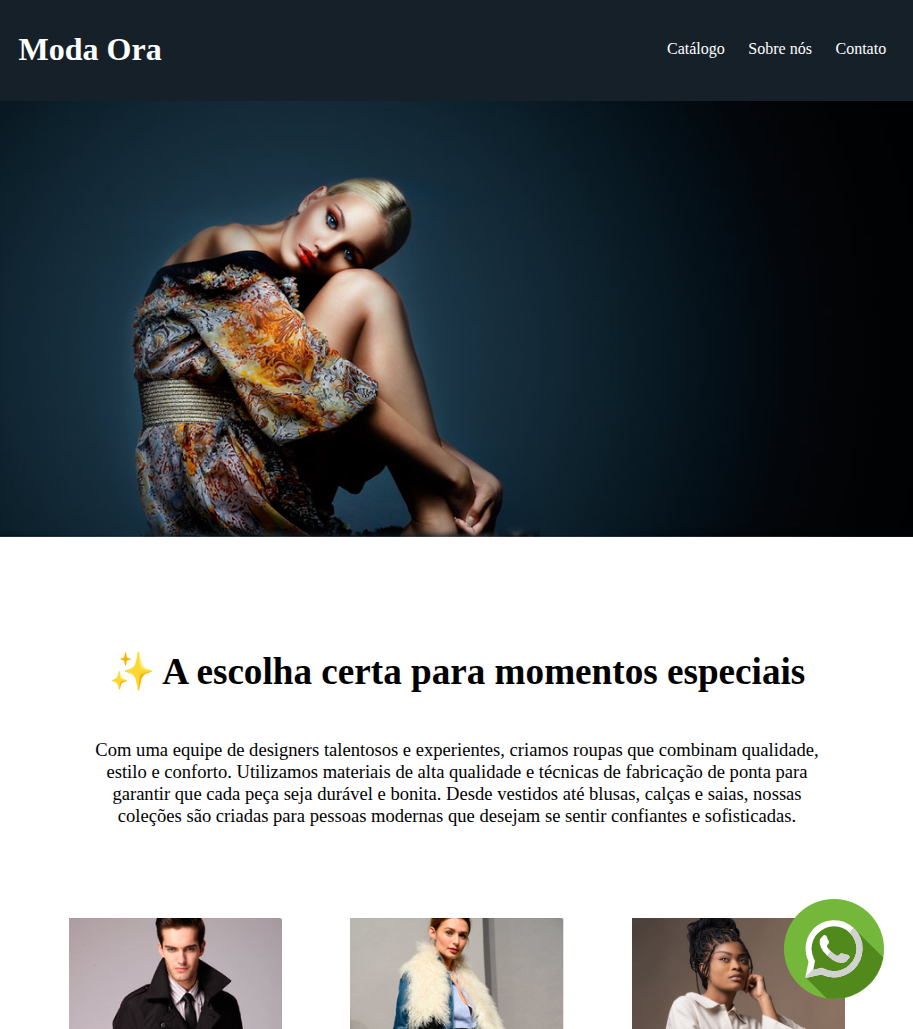 Moda Ora
Catálogo Sobre nós Contato
✨ A escolha certa para momentos especiais
Com uma equipe de designers talentosos e experientes, criamos roupas que combinam qualidade,
estilo e conforto. Utilizamos materiais de alta qualidade e técnicas de fabricação de ponta para
garantir que cada peça seja durável e bonita. Desde vestidos até blusas, calças e saias, nossas
coleções são criadas para pessoas modernas que desejam se sentir confiantes e sofisticadas.